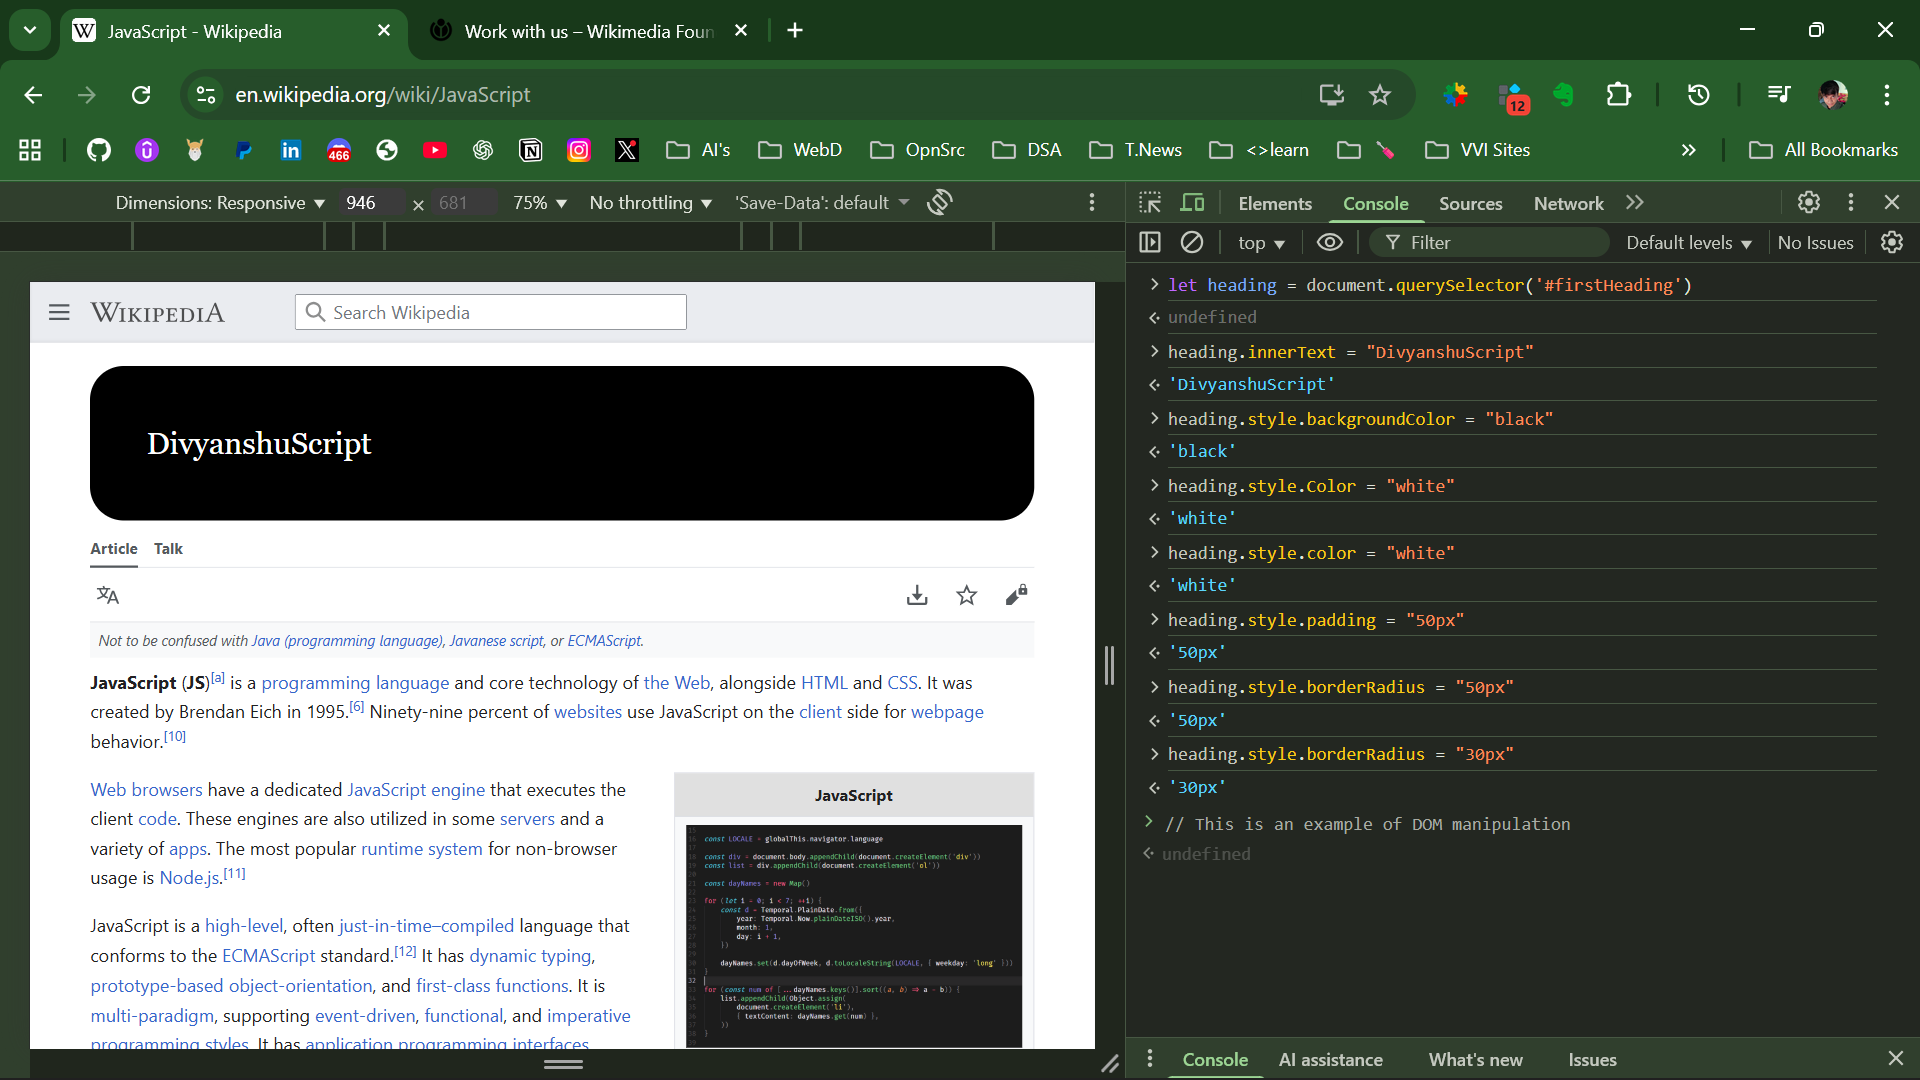 JavaScript - Wikipedia
Work with us – Wikimedia Foun
en.wikipedia.org/wiki/JavaScript
12
466
AI's
WebD
OpnSrc
DSA
T.News
<>learn
VVI Sites
All Bookmarks
Dimensions: Responsive
946
×
681
75%
No throttling
'Save-Data': default
WIKIPEDIA
Search Wikipedia
DivyanshuScript
Article
Talk
Not to be confused with Java (programming language), Javanese script, or ECMAScript.
JavaScript (JS)[a] is a programming language and core technology of the Web, alongside HTML and CSS. It was
created by Brendan Eich in 1995.[6] Ninety-nine percent of websites use JavaScript on the client side for webpage
behavior.[10]
Web browsers have a dedicated JavaScript engine that executes the
client code. These engines are also utilized in some servers and a
variety of apps. The most popular runtime system for non-browser
usage is Node.js.[11]
JavaScript is a high-level, often just-in-time–compiled language that
conforms to the ECMAScript standard.[12] It has dynamic typing,
prototype-based object-orientation, and first-class functions. It is
multi-paradigm, supporting event-driven, functional, and imperative
programming styles. It has application programming interfaces
JavaScript
const LOCALE = globalThis.navigator.language
const div = document.body.appendChild(document.createElement('div'))
const list = div.appendChild(document.createElement('ol'))
const dayNames = new Map()
for (let i = 0; i < 7; ++i) {
const d = Temporal.PlainDate.from({
year: Temporal.Now.plainDateISO().year,
month: 1,
day: i + 1,
})
dayNames.set(d.dayOfWeek, d.toLocaleString(LOCALE, { weekday: 'long' }))
}
32
for (const num of [...dayNames.keys()].sort((a, b) => a - b)) {
list.appendChild(Object.assign(
document.createElement('li'),
{ textContent: dayNames.get(num) },
))
}
Elements
Console
Sources
Network
top
Filter
Default levels
No Issues
let heading = document.querySelector('#firstHeading')
undefined
heading.innerText = "DivyanshuScript"
'DivyanshuScript'
heading.style.backgroundColor = "black"
'black'
heading.style.Color = "white"
'white'
heading.style.color = "white"
'white'
heading.style.padding = "50px"
'50px'
heading.style.borderRadius = "50px"
'50px'
heading.style.borderRadius = "30px"
'30px'
// This is an example of DOM manipulation
undefined
Console
AI assistance
What's new
Issues